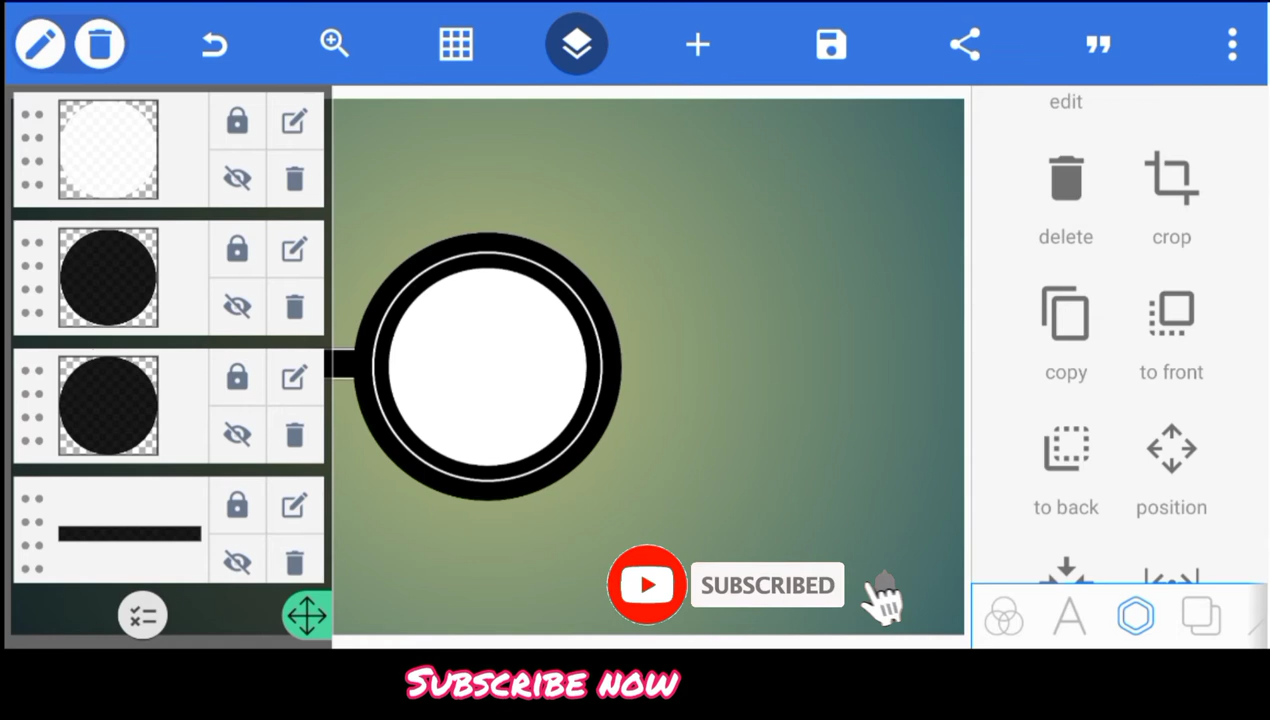 edit
delete
crop
copy
to front
to back
position
SUBSCRIBED
Subscribe now